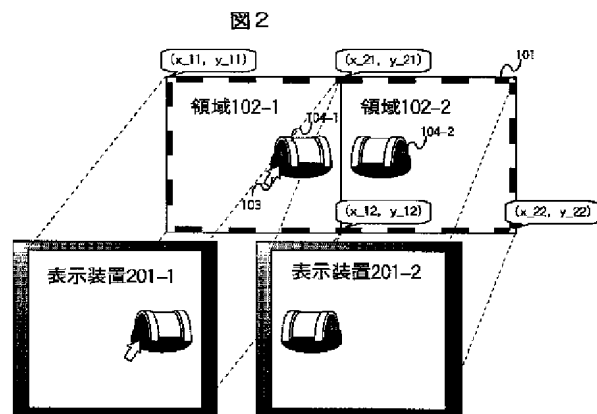 図2
(x_11, y_11)
(x_21, y_21)
101
領域102-1
領域102-2
104-1
104-2
103
(x_12, y_12)
(x_22, y_22)
表示装置201-1
表示装置201-2